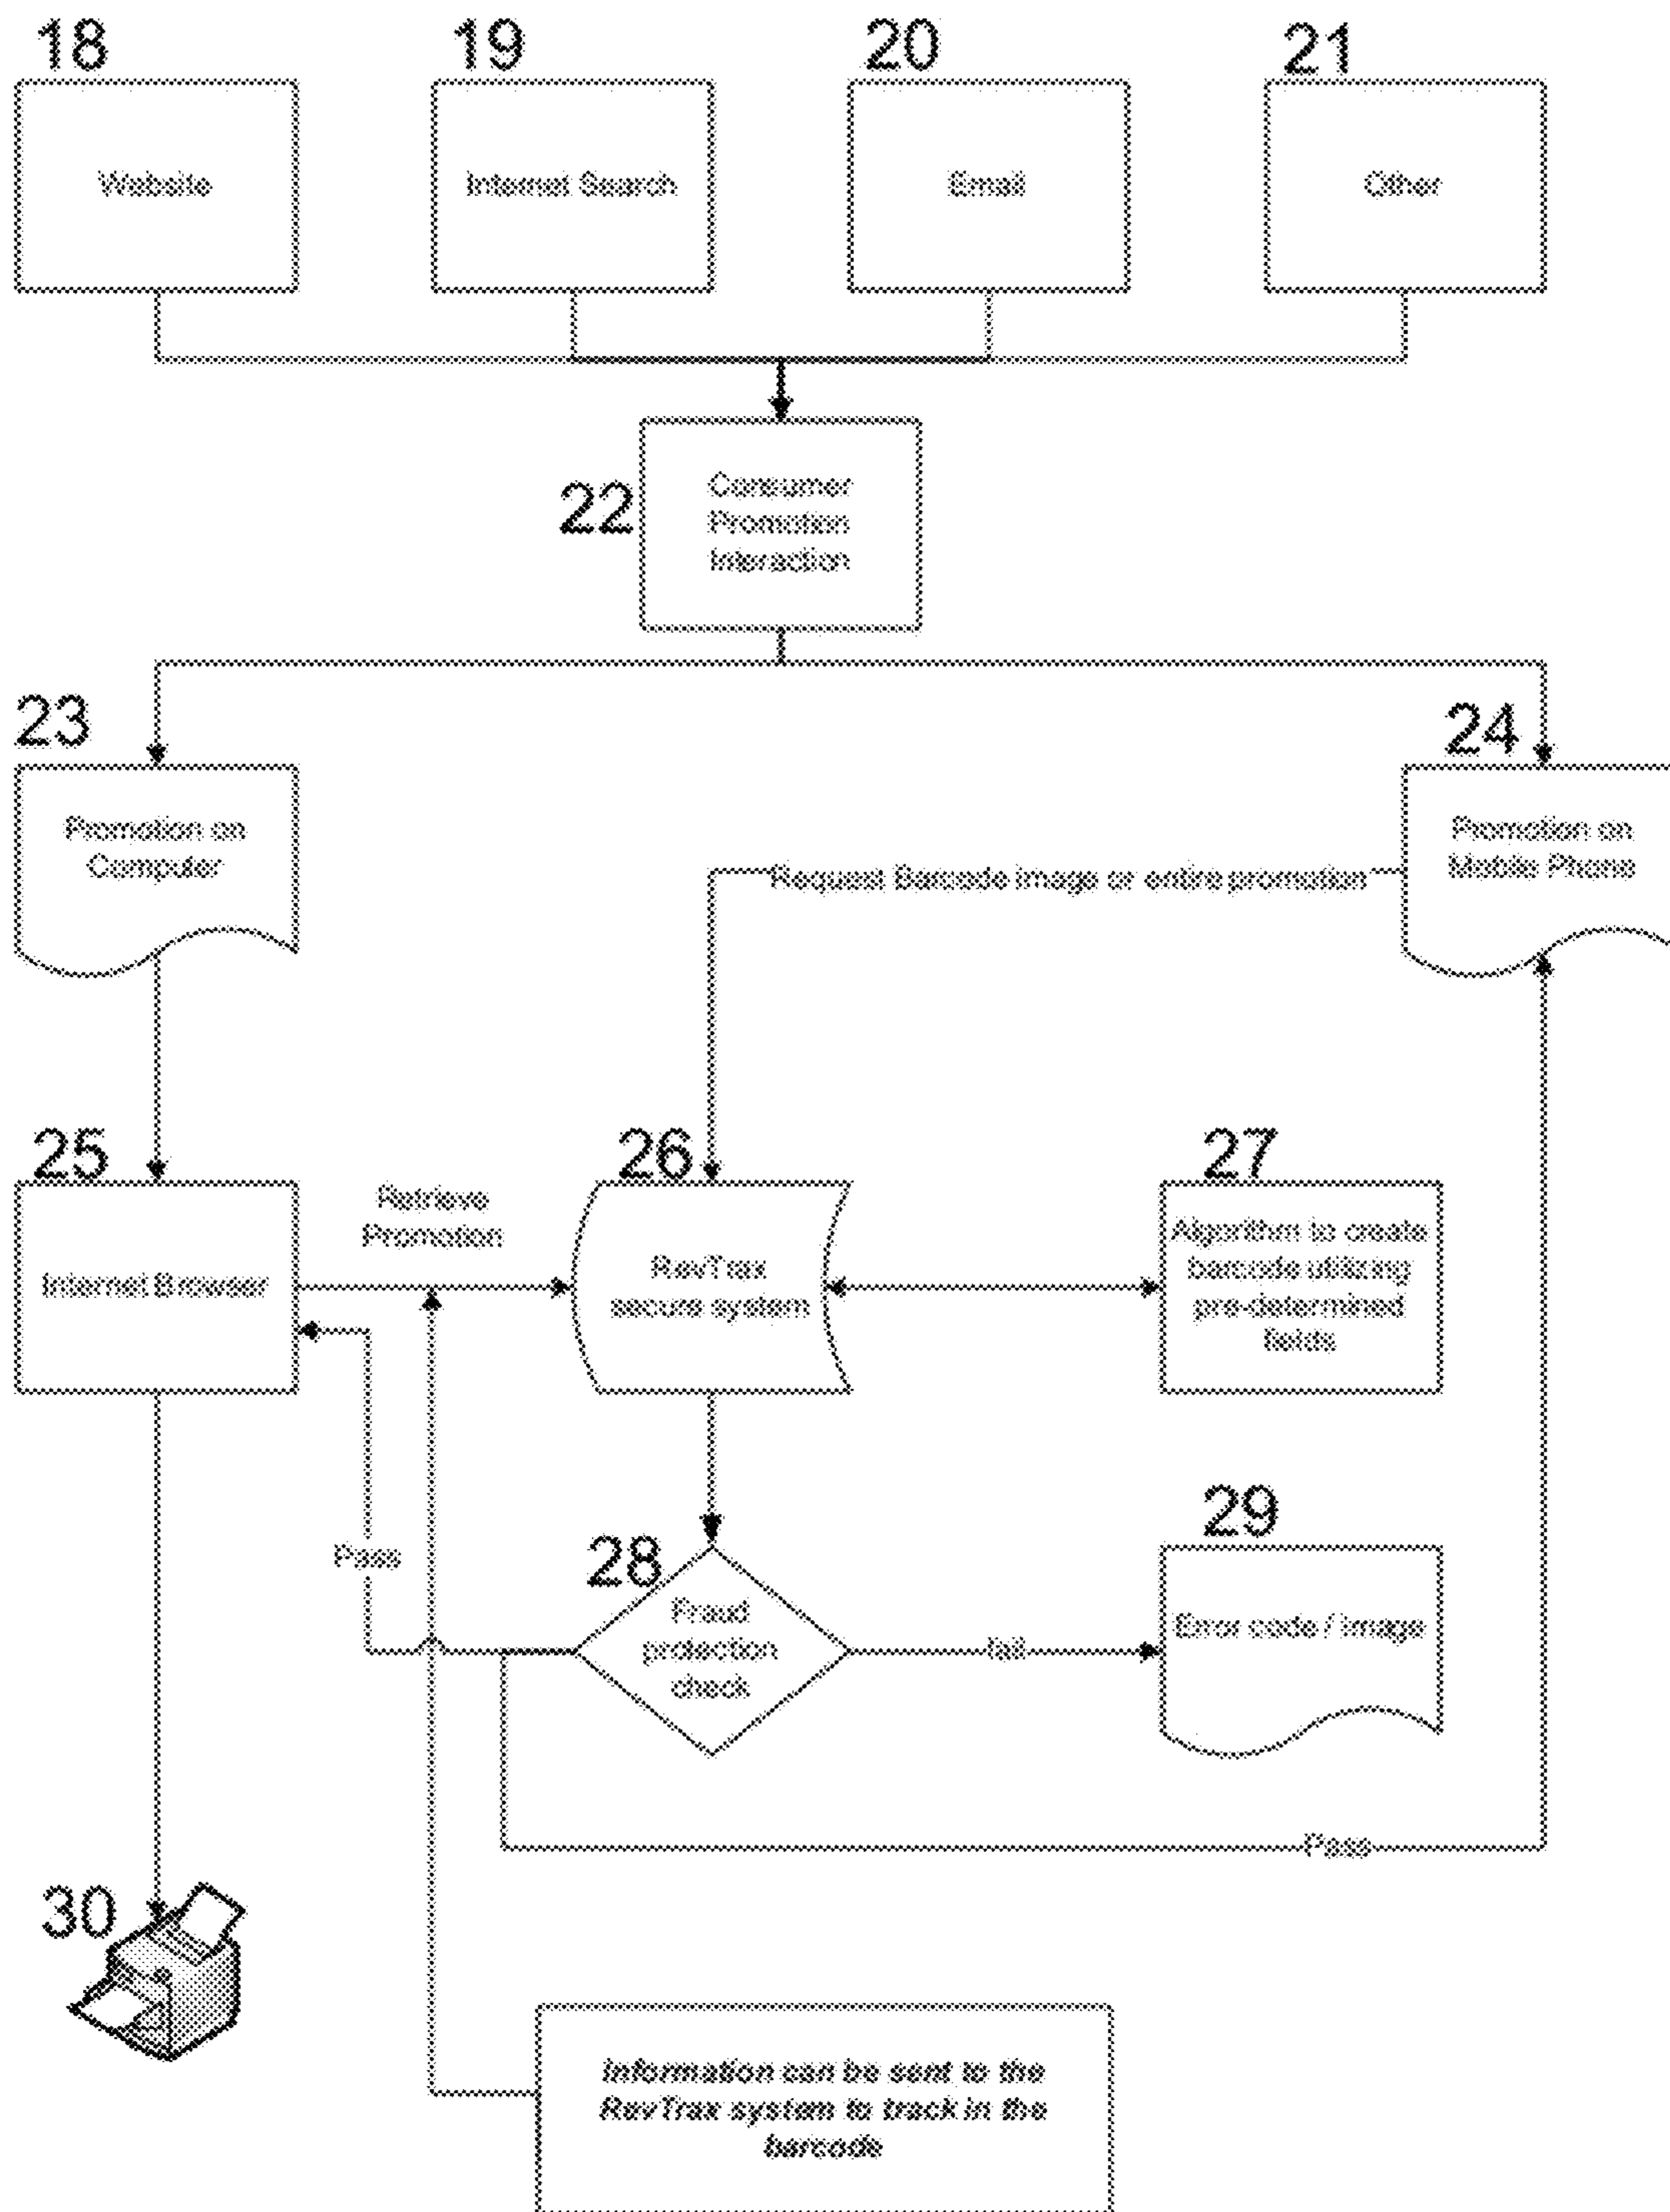 18
19
20
21
Website
Internet Search
Email
Other
22
Consumer
Promotion
Interaction
23
24
Promotion on
Computer
Promotion on
Mobile Phone
Request Barcode image or entire promotion
25
26
27
Retrieve
Promotion
Internet Browser
RevTrax
secure system
Algorithm to create
barcode utilizing
pre-determined
fields
28
29
Pass
Fraud
protection
check
fail
Error code / image
Pass
30
Information can be sent to the
RevTrax system to track in the
barcode